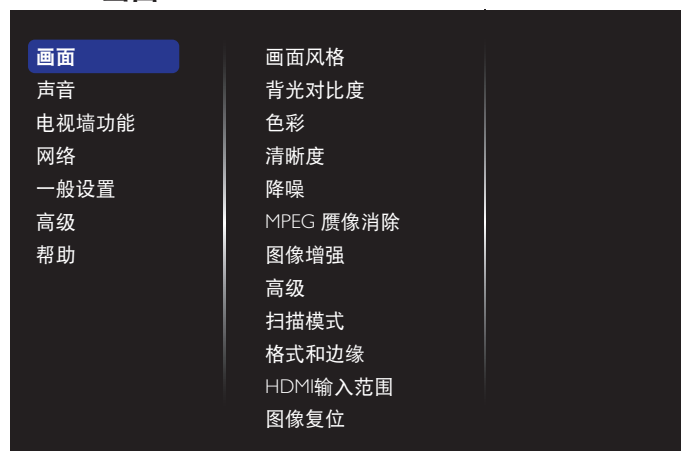 画面
声音
电视墙功能
网络
一般设置
高级
帮助
画面风格
背光对比度
色彩
清晰度
降噪
MPEG 赝像消除
图像增强
高级
扫描模式
格式和边缘
HDMI输入范围
图像复位